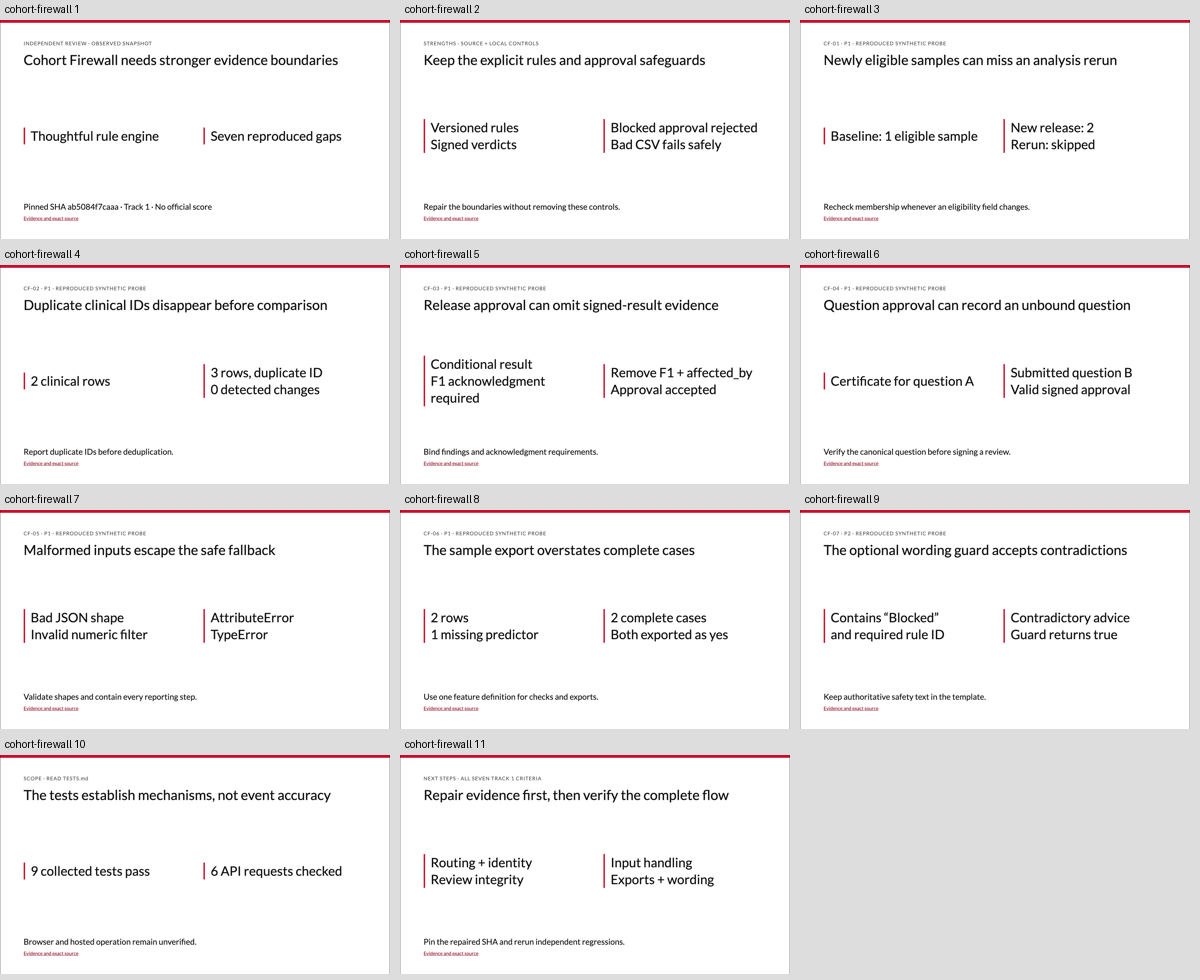 cohort-firewall 1
INDEPENDENT REVIEW · OBSERVED SNAPSHOT
Cohort Firewall needs stronger evidence boundaries
Thoughtful rule engine
Seven reproduced gaps
Pinned SHA ab5084f7caaa · Track 1 · No official score
Evidence and exact source
cohort-firewall 2
STRENGTHS · SOURCE + LOCAL CONTROLS
Keep the explicit rules and approval safeguards
Versioned rules
Signed verdicts
Blocked approval rejected
Bad CSV fails safely
Repair the boundaries without removing these controls.
Evidence and exact source
cohort-firewall 3
CF-01 · P1 · REPRODUCED SYNTHETIC PROBE
Newly eligible samples can miss an analysis rerun
Baseline: 1 eligible sample
New release: 2
Rerun: skipped
Recheck membership whenever an eligibility field changes.
Evidence and exact source
cohort-firewall 4
CF-02 · P1 · REPRODUCED SYNTHETIC PROBE
Duplicate clinical IDs disappear before comparison
2 clinical rows
3 rows, duplicate ID
0 detected changes
Report duplicate IDs before deduplication.
Evidence and exact source
cohort-firewall 5
CF-03 · P1 · REPRODUCED SYNTHETIC PROBE
Release approval can omit signed-result evidence
Conditional result
F1 acknowledgment
required
Remove F1 + affected_by
Approval accepted
Bind findings and acknowledgment requirements.
Evidence and exact source
cohort-firewall 6
CF-04 · P1 · REPRODUCED SYNTHETIC PROBE
Question approval can record an unbound question
Certificate for question A
Submitted question B
Valid signed approval
Verify the canonical question before signing a review.
Evidence and exact source
cohort-firewall 7
CF-05 · P1 · REPRODUCED SYNTHETIC PROBE
Malformed inputs escape the safe fallback
Bad JSON shape
Invalid numeric filter
AttributeError
TypeError
Validate shapes and contain every reporting step.
Evidence and exact source
cohort-firewall 8
CF-06 · P1 · REPRODUCED SYNTHETIC PROBE
The sample export overstates complete cases
2 rows
1 missing predictor
2 complete cases
Both exported as yes
Use one feature definition for checks and exports.
Evidence and exact source
cohort-firewall 9
CF-07 · P2 · REPRODUCED SYNTHETIC PROBE
The optional wording guard accepts contradictions
Contains “Blocked”
and required rule ID
Contradictory advice
Guard returns true
Keep authoritative safety text in the template.
Evidence and exact source
cohort-firewall 10
SCOPE · READ TESTS.md
The tests establish mechanisms, not event accuracy
9 collected tests pass
6 API requests checked
Browser and hosted operation remain unverified.
Evidence and exact source
cohort-firewall 11
NEXT STEPS · ALL SEVEN TRACK 1 CRITERIA
Repair evidence first, then verify the complete flow
Routing + identity
Review integrity
Input handling
Exports + wording
Pin the repaired SHA and rerun independent regressions.
Evidence and exact source